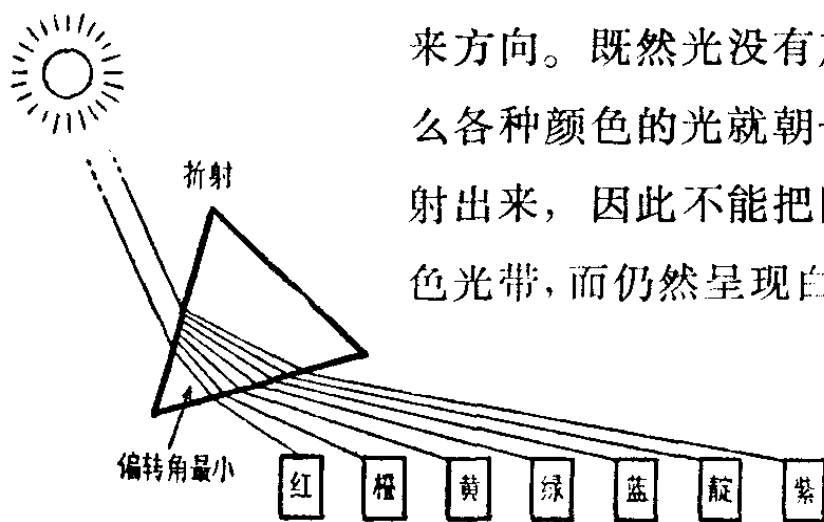 来方向。既然光没有
么各种颜色的光就朝
射出来，因此不能把
色光带，而仍然呈现白
折射
偏转角最小
红 橙 黄 绿 蓝 靛 紫